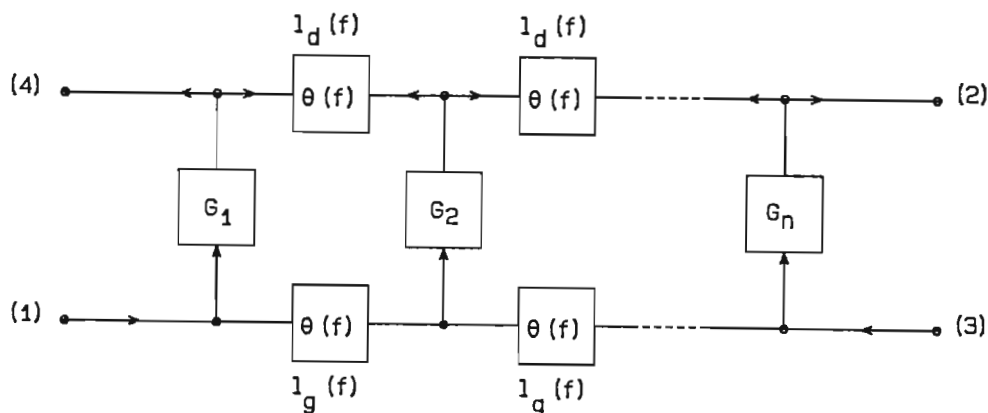 l_d (f) l_d (f)
(4) θ (f) θ (f) (2)
G_1 G_2 G_n
(1) θ (f) θ (f) (3)
l_g (f) l_g (f)